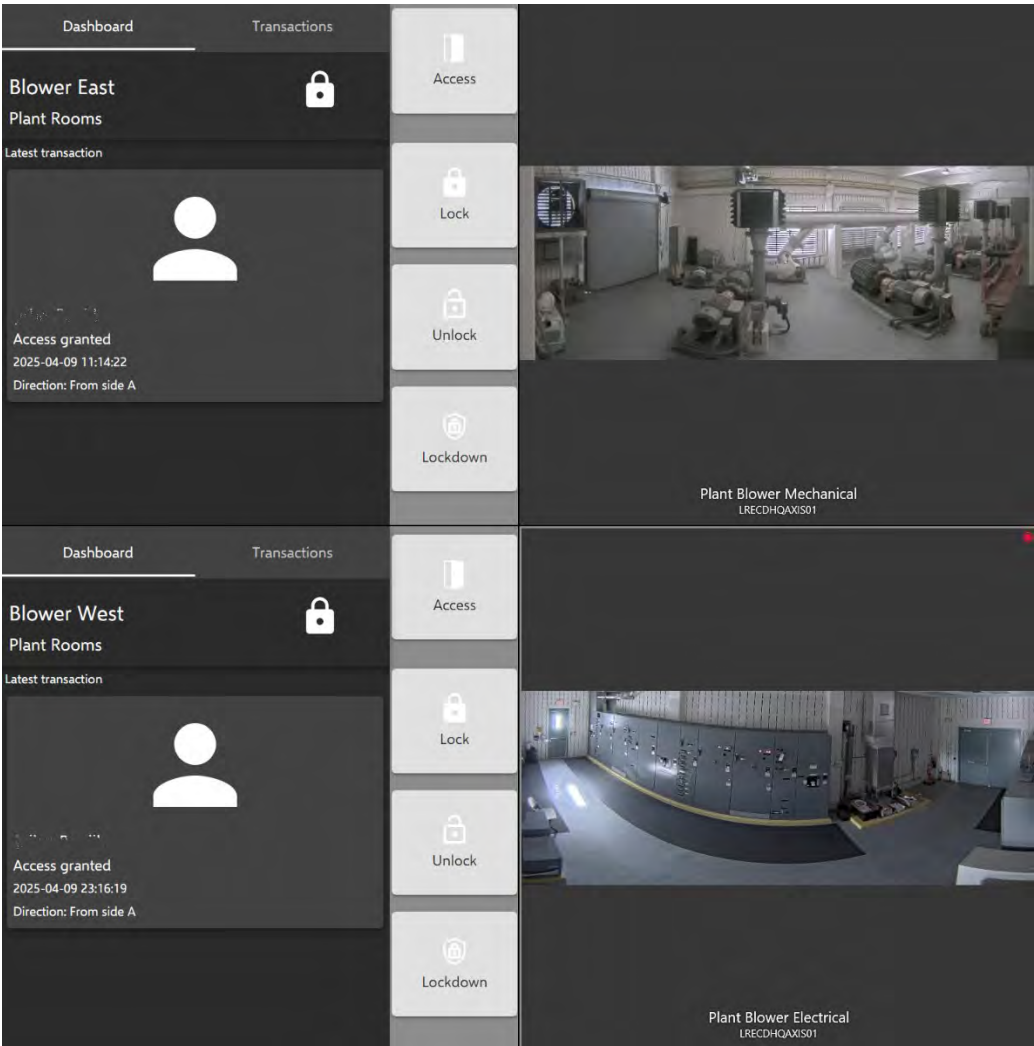 Dashboard
Transactions
Blower East
Plant Rooms
Latest transaction
Access granted
2025-04-09 11:14:22
Direction: From side A
Access
Lock
Unlock
Lockdown
Plant Blower Mechanical
LRECDHQAXIS01
Dashboard
Transactions
Blower West
Plant Rooms
Latest transaction
Access granted
2025-04-09 23:16:19
Direction: From side A
Access
Lock
Unlock
Lockdown
Plant Blower Electrical
LRECDHQAXIS01